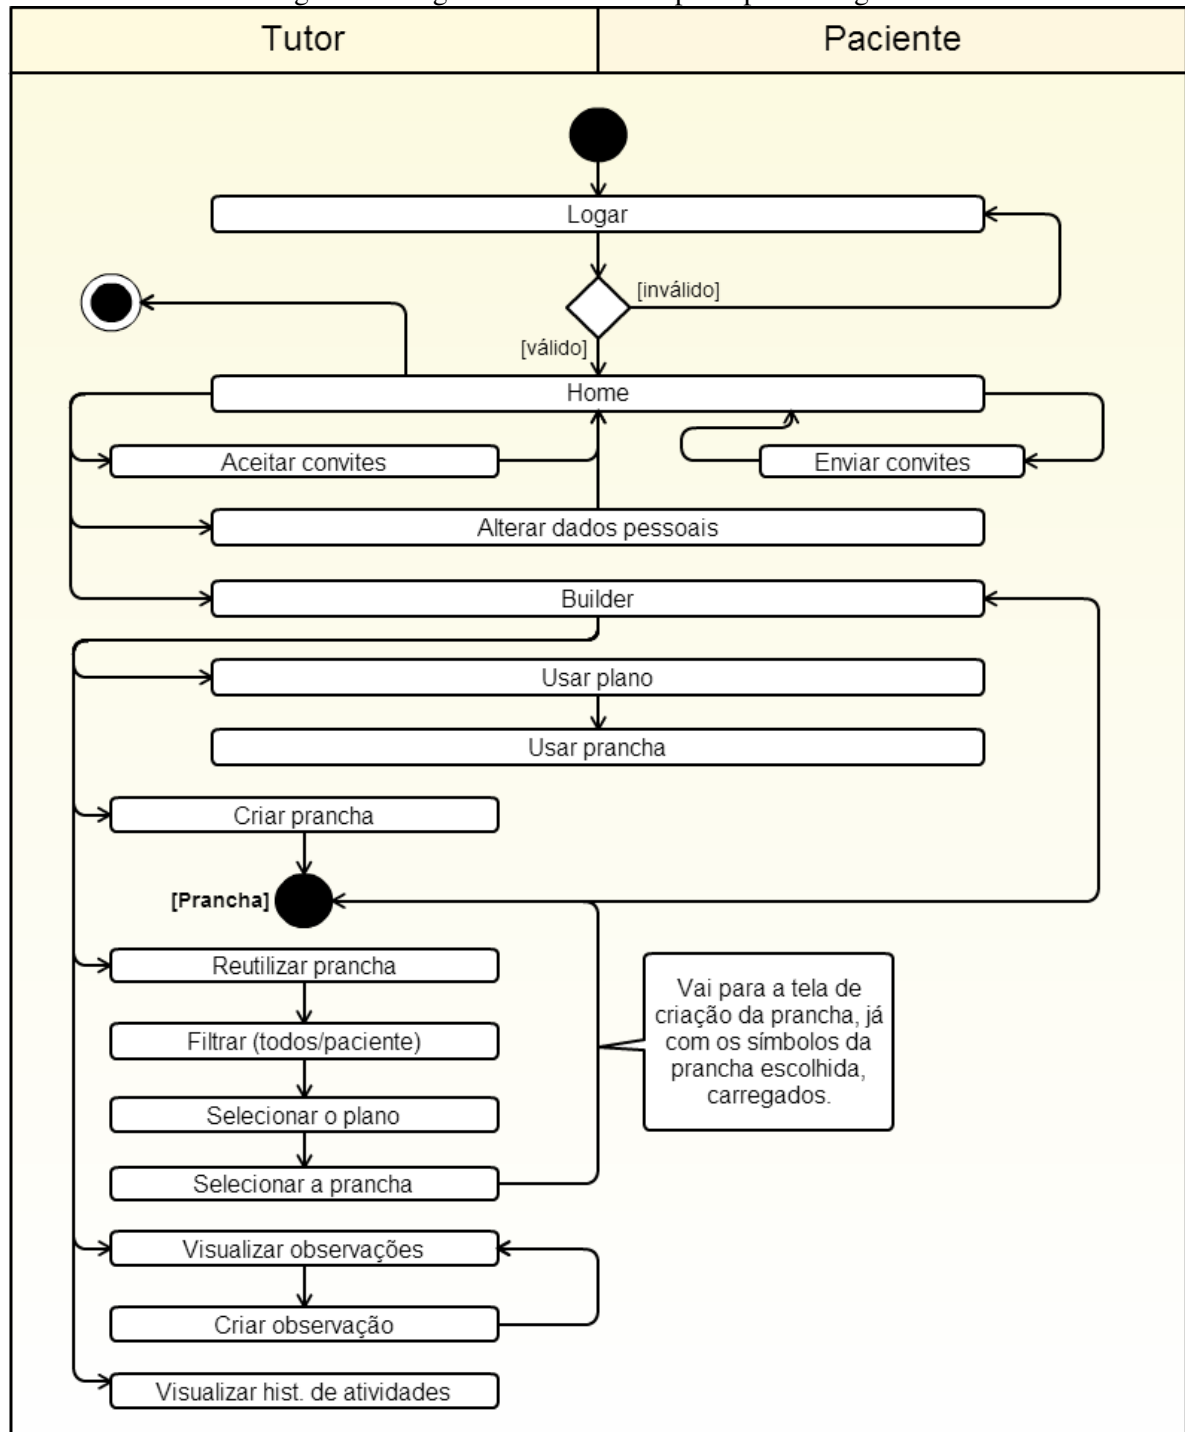 Tutor
Paciente
Logar
[inválido]
[válido]
Home
Aceitar convites
Enviar convites
Alterar dados pessoais
Builder
Usar plano
Usar prancha
Criar prancha
[Prancha]
Reutilizar prancha
Vai para a tela de
criação da prancha, já
com os símbolos da
prancha escolhida,
carregados.
Filtrar (todos/paciente)
Selecionar o plano
Selecionar a prancha
Visualizar observações
Criar observação
Visualizar hist. de atividades